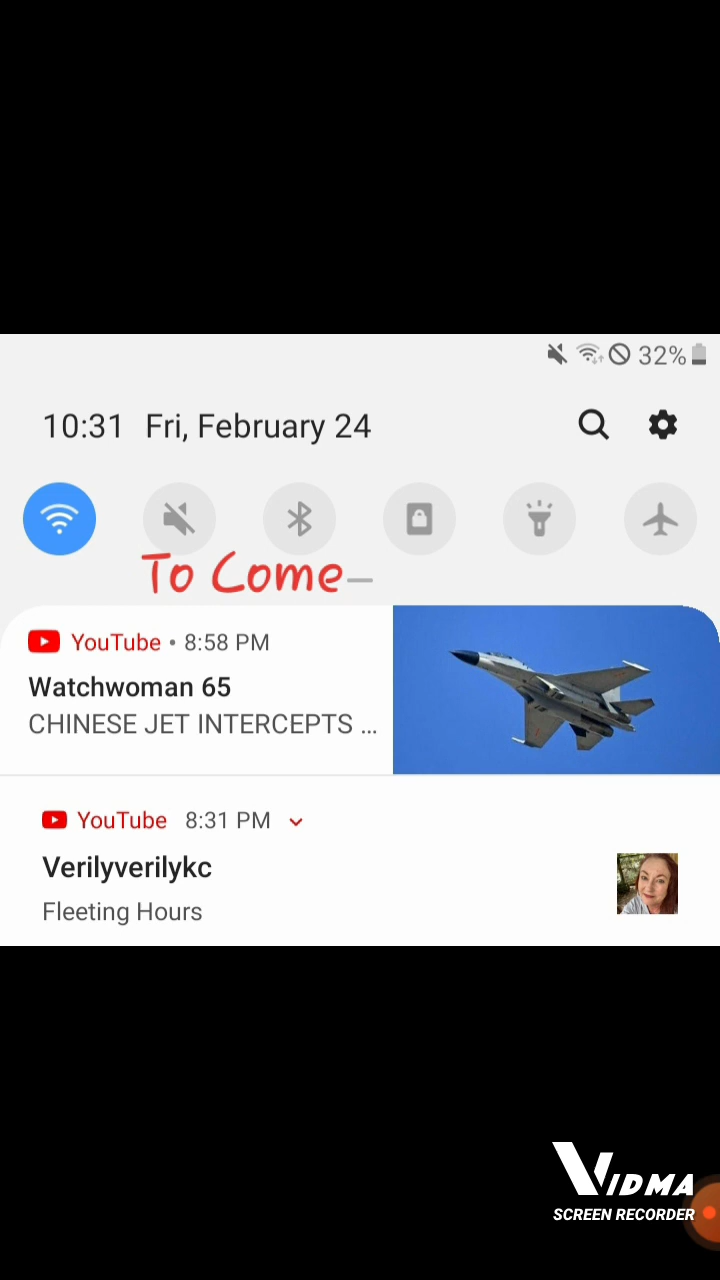 32%
10:31 Fri, February 24
To Come
YouTube • 8:58 PM
Watchwoman 65
CHINESE JET INTERCEPTS ...
YouTube 8:31 PM
Verilyverilykc
Fleeting Hours
VIDMA
SCREEN RECORDER